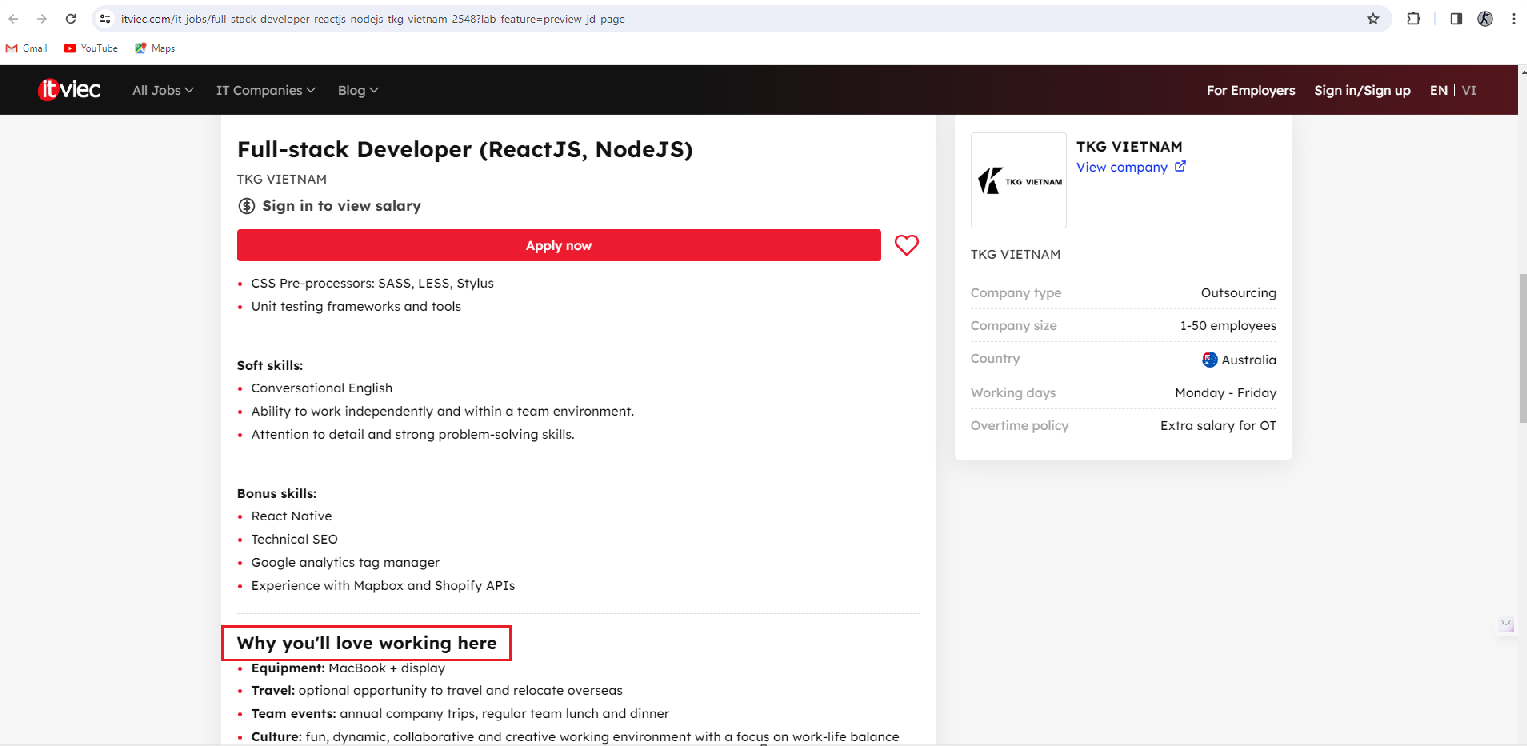 itviec.com/it-jobs/full-stack-developer-reactjs-nodejs-tkg-vietnam-2548?lab_feature=preview_jd_page
Gmail YouTube Maps
itviec All Jobs IT Companies Blog For Employers Sign in/Sign up EN | VI
Full-stack Developer (ReactJS, NodeJS)
TKG VIETNAM
Sign in to view salary
Apply now
• CSS Pre-processors: SASS, LESS, Stylus
• Unit testing frameworks and tools
Soft skills:
• Conversational English
• Ability to work independently and within a team environment.
• Attention to detail and strong problem-solving skills.
Bonus skills:
• React Native
• Technical SEO
• Google analytics tag manager
• Experience with Mapbox and Shopify APIs
Why you'll love working here
• Equipment: MacBook + display
• Travel: optional opportunity to travel and relocate overseas
• Team events: annual company trips, regular team lunch and dinner
• Culture: fun, dynamic, collaborative and creative working environment with a focus on work-life balance
TKG VIETNAM
TKG VIETNAM
View company
TKG VIETNAM
Company type Outsourcing
Company size 1-50 employees
Country Australia
Working days Monday - Friday
Overtime policy Extra salary for OT